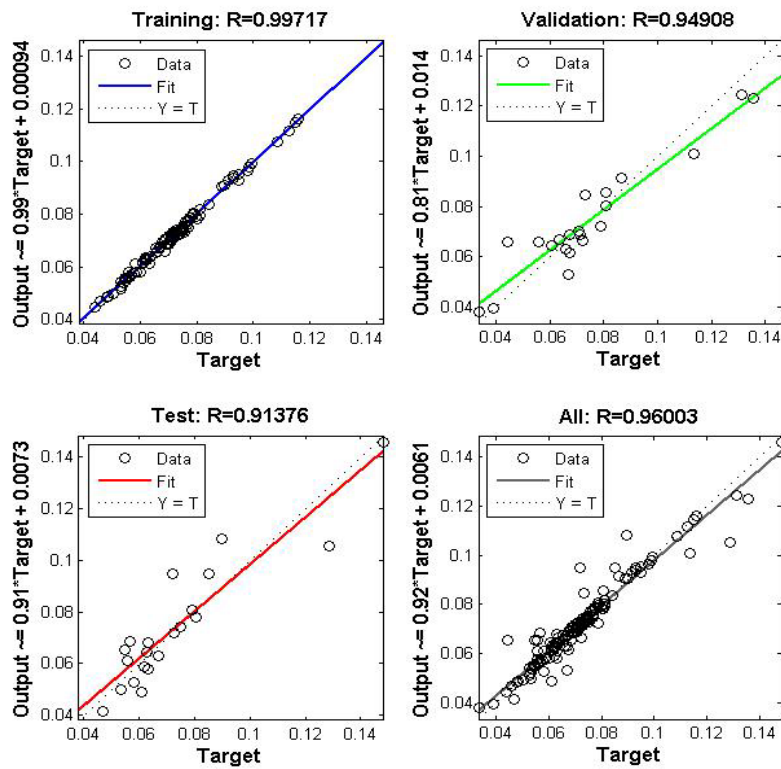 Training: R=0.99717
Output ~= 0.99*Target + 0.00094
0.14
0.12
0.1
0.08
0.06
0.04
Data
Fit
Y = T
0.04 0.06 0.08 0.1 0.12 0.14
Target
Validation: R=0.94908
Output ~= 0.81*Target + 0.014
0.14
0.12
0.1
0.08
0.06
0.04
Data
Fit
Y = T
0.04 0.06 0.08 0.1 0.12 0.14
Target
Test: R=0.91376
Output ~= 0.91*Target + 0.0073
0.14
0.12
0.1
0.08
0.06
0.04
Data
Fit
Y = T
0.04 0.06 0.08 0.1 0.12 0.14
Target
All: R=0.96003
Output ~= 0.92*Target + 0.0061
0.14
0.12
0.1
0.08
0.06
0.04
Data
Fit
Y = T
0.04 0.06 0.08 0.1 0.12 0.14
Target